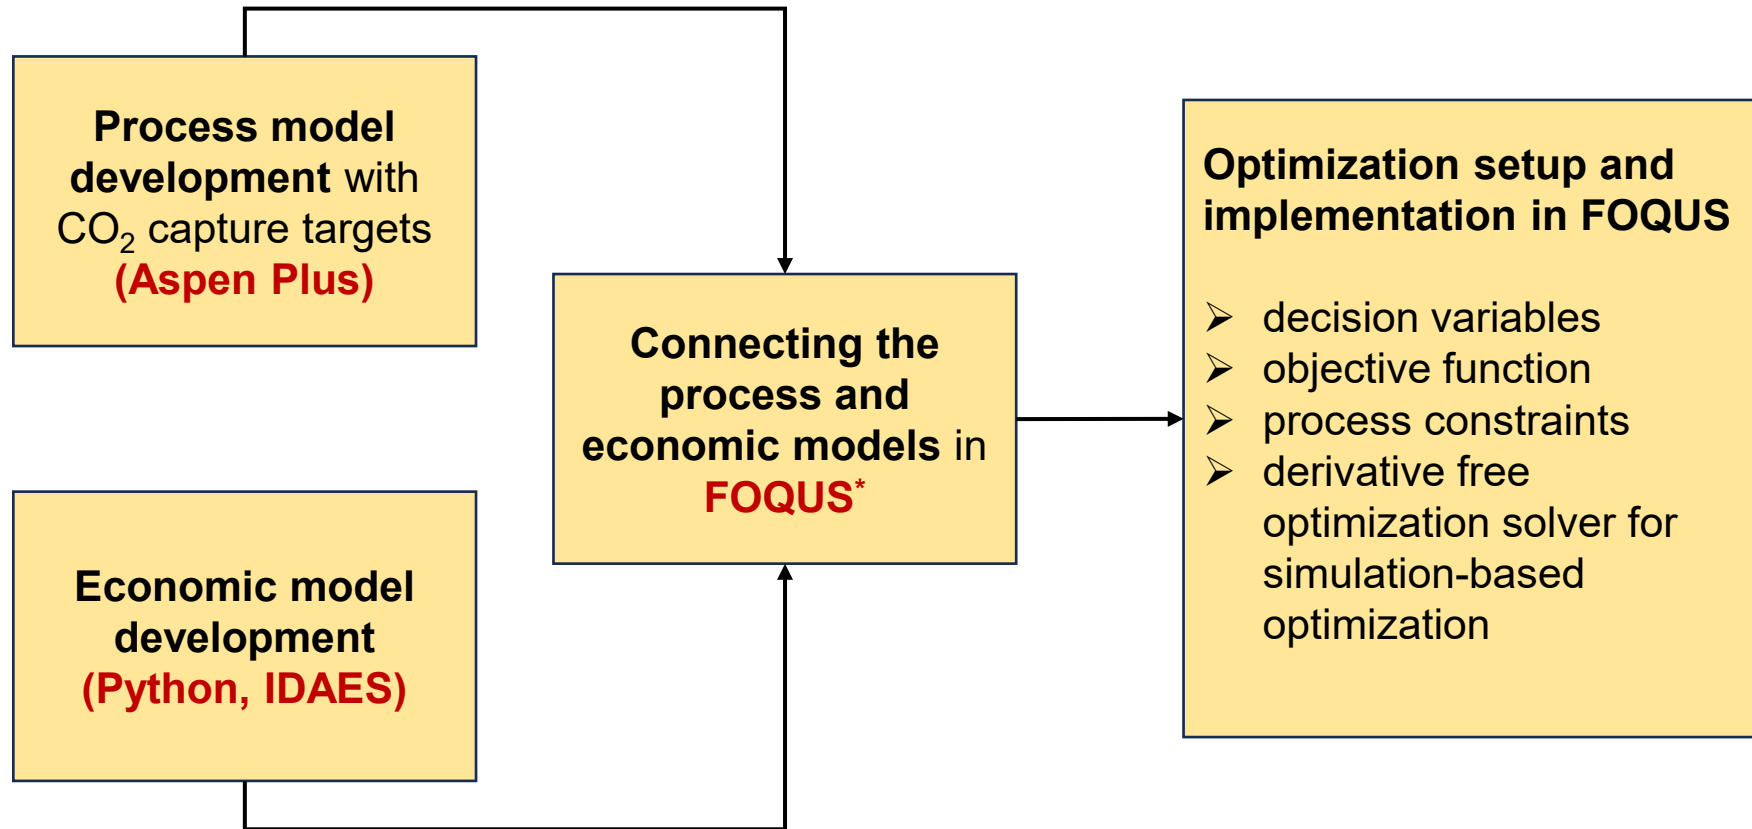 Process model
development with
CO₂ capture targets
(Aspen Plus)
Economic model
development
(Python, IDAES)
Connecting the
process and
economic models in
FOQUS*
Optimization setup and
implementation in FOQUS
➢ decision variables
➢ objective function
➢ process constraints
➢ derivative free
optimization solver for
simulation-based
optimization